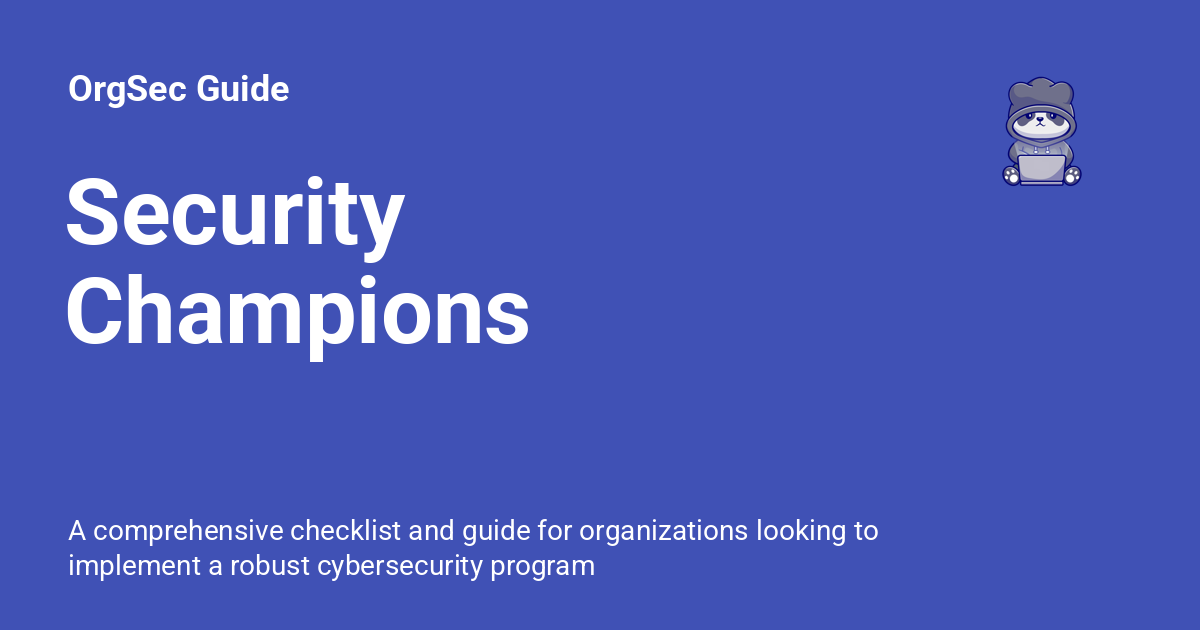 OrgSec Guide
Security
Champions
A comprehensive checklist and guide for organizations looking to
implement a robust cybersecurity program